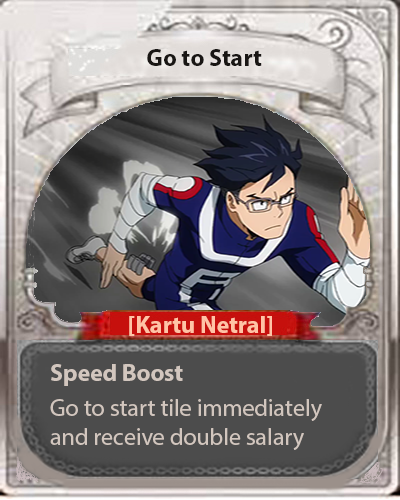 Go to Start
[Kartu Netral]
Speed Boost
Go to start tile immediately
and receive double salary